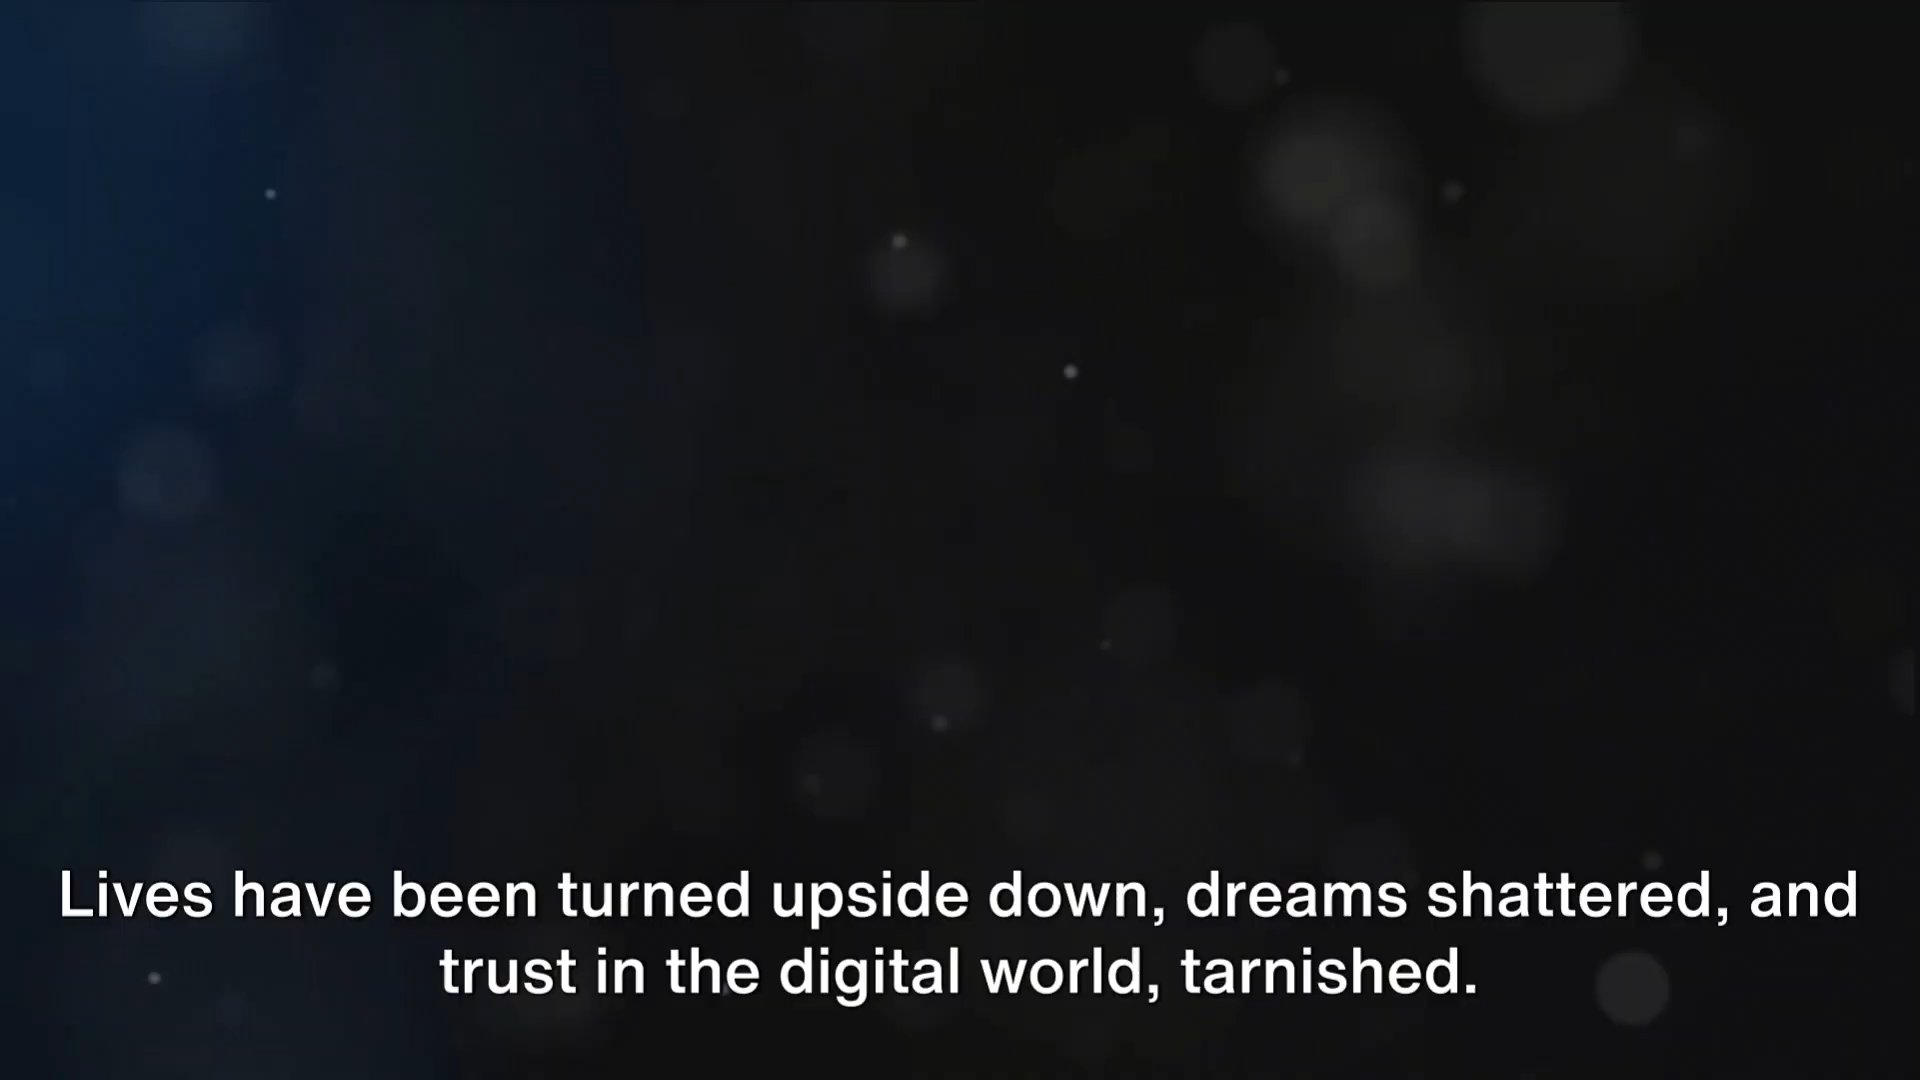 Lives have been turned upside down, dreams shattered, and
trust in the digital world, tarnished.